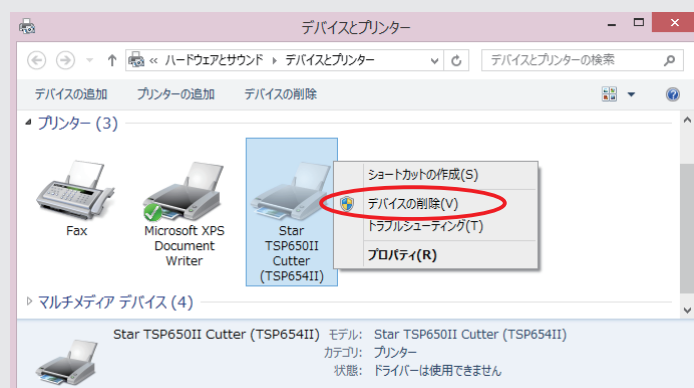 デバイスとプリンター
« ハードウェアとサウンド ▸ デバイスとプリンター
デバイスとプリンターの検索
デバイスの追加 プリンターの追加 デバイスの削除
プリンター (3)
Fax
Microsoft XPS
Document
Writer
Star
TSP650II
Cutter
(TSP654II)
ショートカットの作成(S)
デバイスの削除(V)
トラブルシューティング(T)
プロパティ(R)
マルチメディア デバイス (4)
Star TSP650II Cutter (TSP654II) モデル: Star TSP650II Cutter (TSP654II)
カテゴリ: プリンター
状態: ドライバーは使用できません